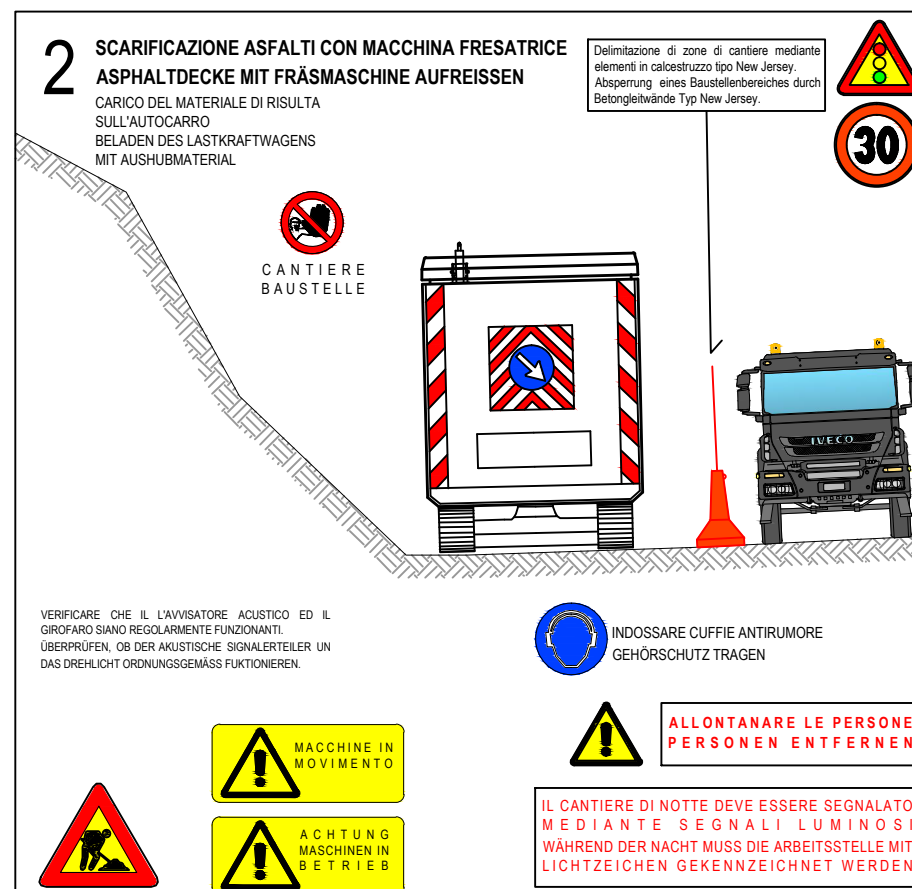 2
SCARIFICAZIONE ASFALTI CON MACCHINA FRESATRICE
ASPHALTDECKE MIT FRÄSMASCHINE AUFREISSEN
CARICO DEL MATERIALE DI RISULTA
SULL'AUTOCARRO
BELADEN DES LASTKRAFTWAGENS
MIT AUSHUBMATERIAL
Delimitazione di zone di cantiere mediante
elementi in calcestruzzo tipo New Jersey.
Absperrung eines Baustellenbereiches durch
Betongleitwände Typ New Jersey.
30
CANTIERE
BAUSTELLE
IVECO
VERIFICARE CHE IL L'AVVISATORE ACUSTICO ED IL
GIROFARO SIANO REGOLARMENTE FUNZIONANTI.
ÜBERPRÜFEN, OB DER AKUSTISCHE SIGNALERTEILER UN
DAS DREHLICHT ORDNUNGSGEMÄSS FUKTIONIEREN.
INDOSSARE CUFFIE ANTIRUMORE
GEHÖRSCHUTZ TRAGEN
ALLONTANARE LE PERSONE
PERSONEN ENTFERNEN
MACCHINE IN
MOVIMENTO
ACHTUNG
MASCHINEN IN
BETRIEB
IL CANTIERE DI NOTTE DEVE ESSERE SEGNALATO
MEDIANTE SEGNALI LUMINOSI
WÄHREND DER NACHT MUSS DIE ARBEITSSTELLE MIT
LICHTZEICHEN GEKENNZEICHNET WERDEN